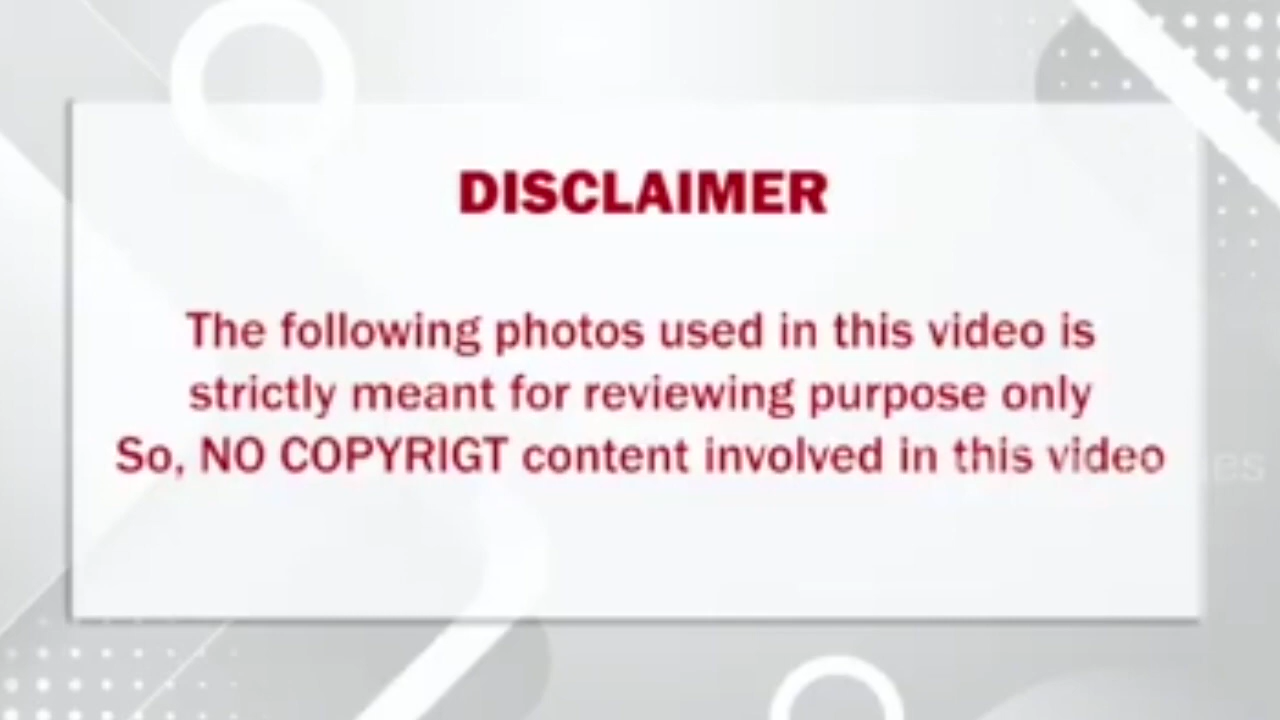 DISCLAIMER
The following photos used in this video is
strictly meant for reviewing purpose only
So, NO COPYRIGT content involved in this video